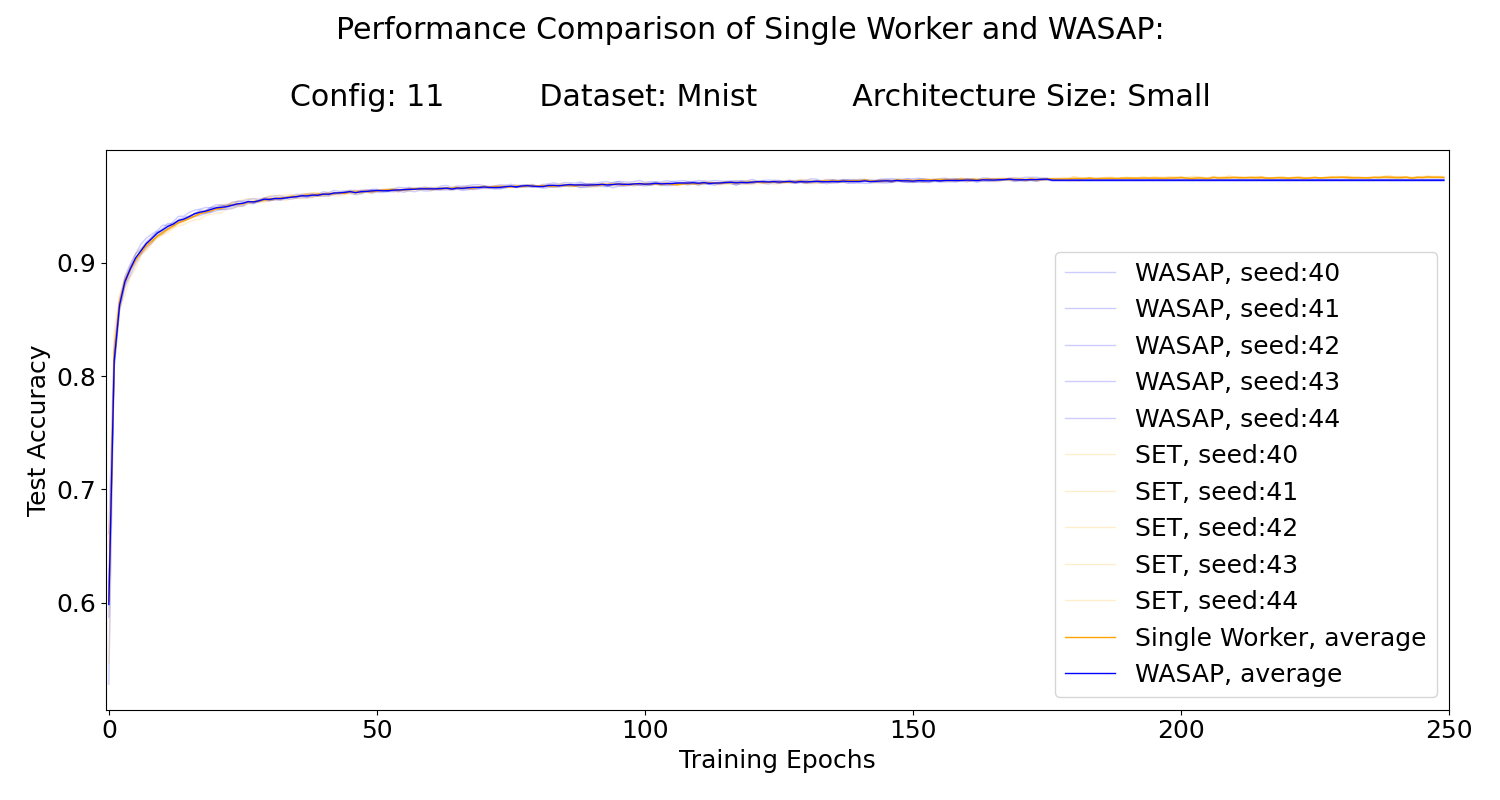 Performance Comparison of Single Worker and WASAP:
Config: 11 Dataset: Mnist Architecture Size: Small
0.9
0.8
0.7
0.6
Test Accuracy
WASAP, seed:40
WASAP, seed:41
WASAP, seed:42
WASAP, seed:43
WASAP, seed:44
SET, seed:40
SET, seed:41
SET, seed:42
SET, seed:43
SET, seed:44
Single Worker, average
WASAP, average
0 50 100 150 200 250
Training Epochs